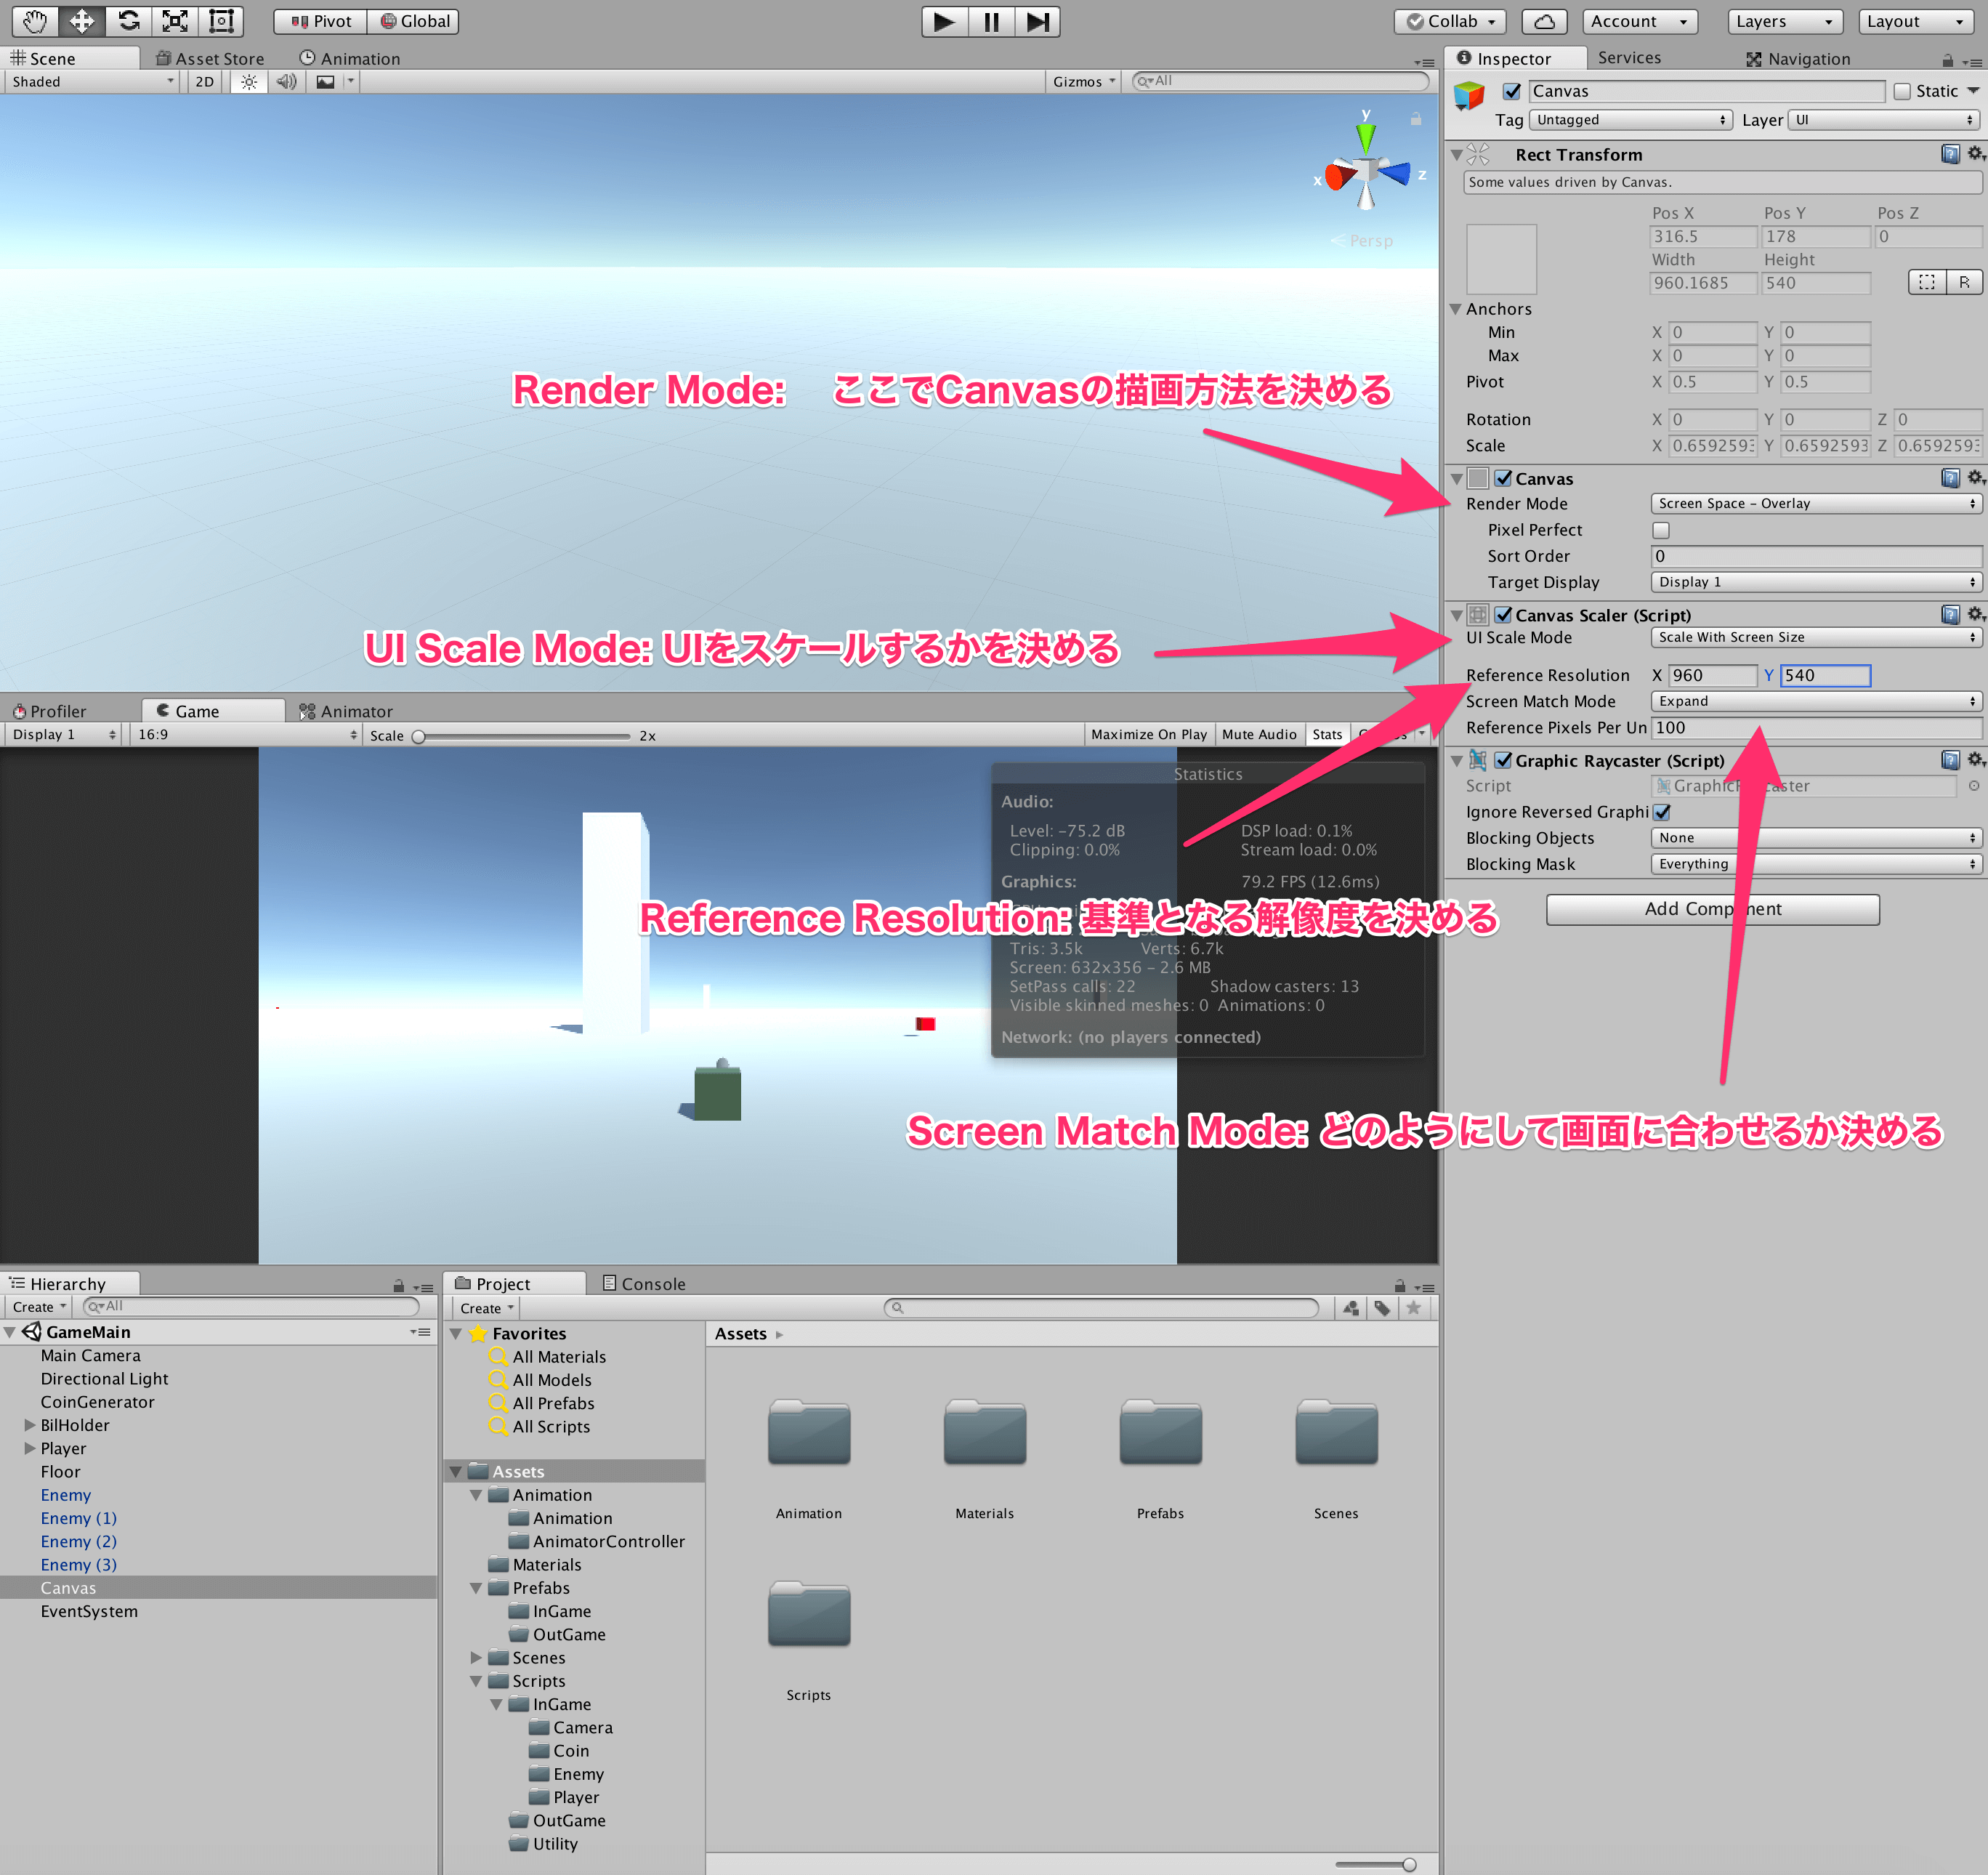 Pivot Global Collab Account Layers Layout
Scene Asset Store Animation
Shaded 2D Gizmos All
y
x z
Persp
Render Mode: ここでCanvasの描画方法を決める
UI Scale Mode: UIをスケールするかを決める
Profiler Game Animator
Display 1 16:9 Scale 2x Maximize On Play Mute Audio Stats
Statistics
Audio:
Level: -75.2 dB DSP load: 0.1%
Clipping: 0.0% Stream load: 0.0%
Graphics: 79.2 FPS (12.6ms)
Reference Resolution: 基準となる解像度を決める
Tris: 3.5k Verts: 6.7k
Screen: 632x356 - 2.6 MB
SetPass calls: 22 Shadow casters: 13
Visible skinned meshes: 0 Animations: 0
Network: (no players connected)
Screen Match Mode: どのようにして画面に合わせるか決める
Inspector Services Navigation
Canvas Static
Tag Untagged Layer UI
Rect Transform
Some values driven by Canvas.
Pos X Pos Y Pos Z
316.5 178 0
Width Height
960.1685 540
R
Anchors
Min X 0 Y 0
Max X 0 Y 0
Pivot X 0.5 Y 0.5
Rotation X 0 Y 0 Z 0
Scale X 0.6592593 Y 0.6592593 Z 0.6592593
Canvas
Render Mode Screen Space - Overlay
Pixel Perfect
Sort Order 0
Target Display Display 1
Canvas Scaler (Script)
UI Scale Mode Scale With Screen Size
Reference Resolution X 960 Y 540
Screen Match Mode Expand
Reference Pixels Per Un 100
Graphic Raycaster (Script)
Script
Ignore Reversed Graphi
Blocking Objects None
Blocking Mask Everything
Add Component
Hierarchy
Create All
GameMain
Main Camera
Directional Light
CoinGenerator
BilHolder
Player
Floor
Enemy
Enemy (1)
Enemy (2)
Enemy (3)
Canvas
EventSystem
Project Console
Create
Favorites
All Materials
All Models
All Prefabs
All Scripts
Assets
Animation
Animation
AnimatorController
Materials
Prefabs
InGame
OutGame
Scenes
Scripts
InGame
Camera
Coin
Enemy
Player
OutGame
Utility
Assets
Animation Materials Prefabs Scenes
Scripts